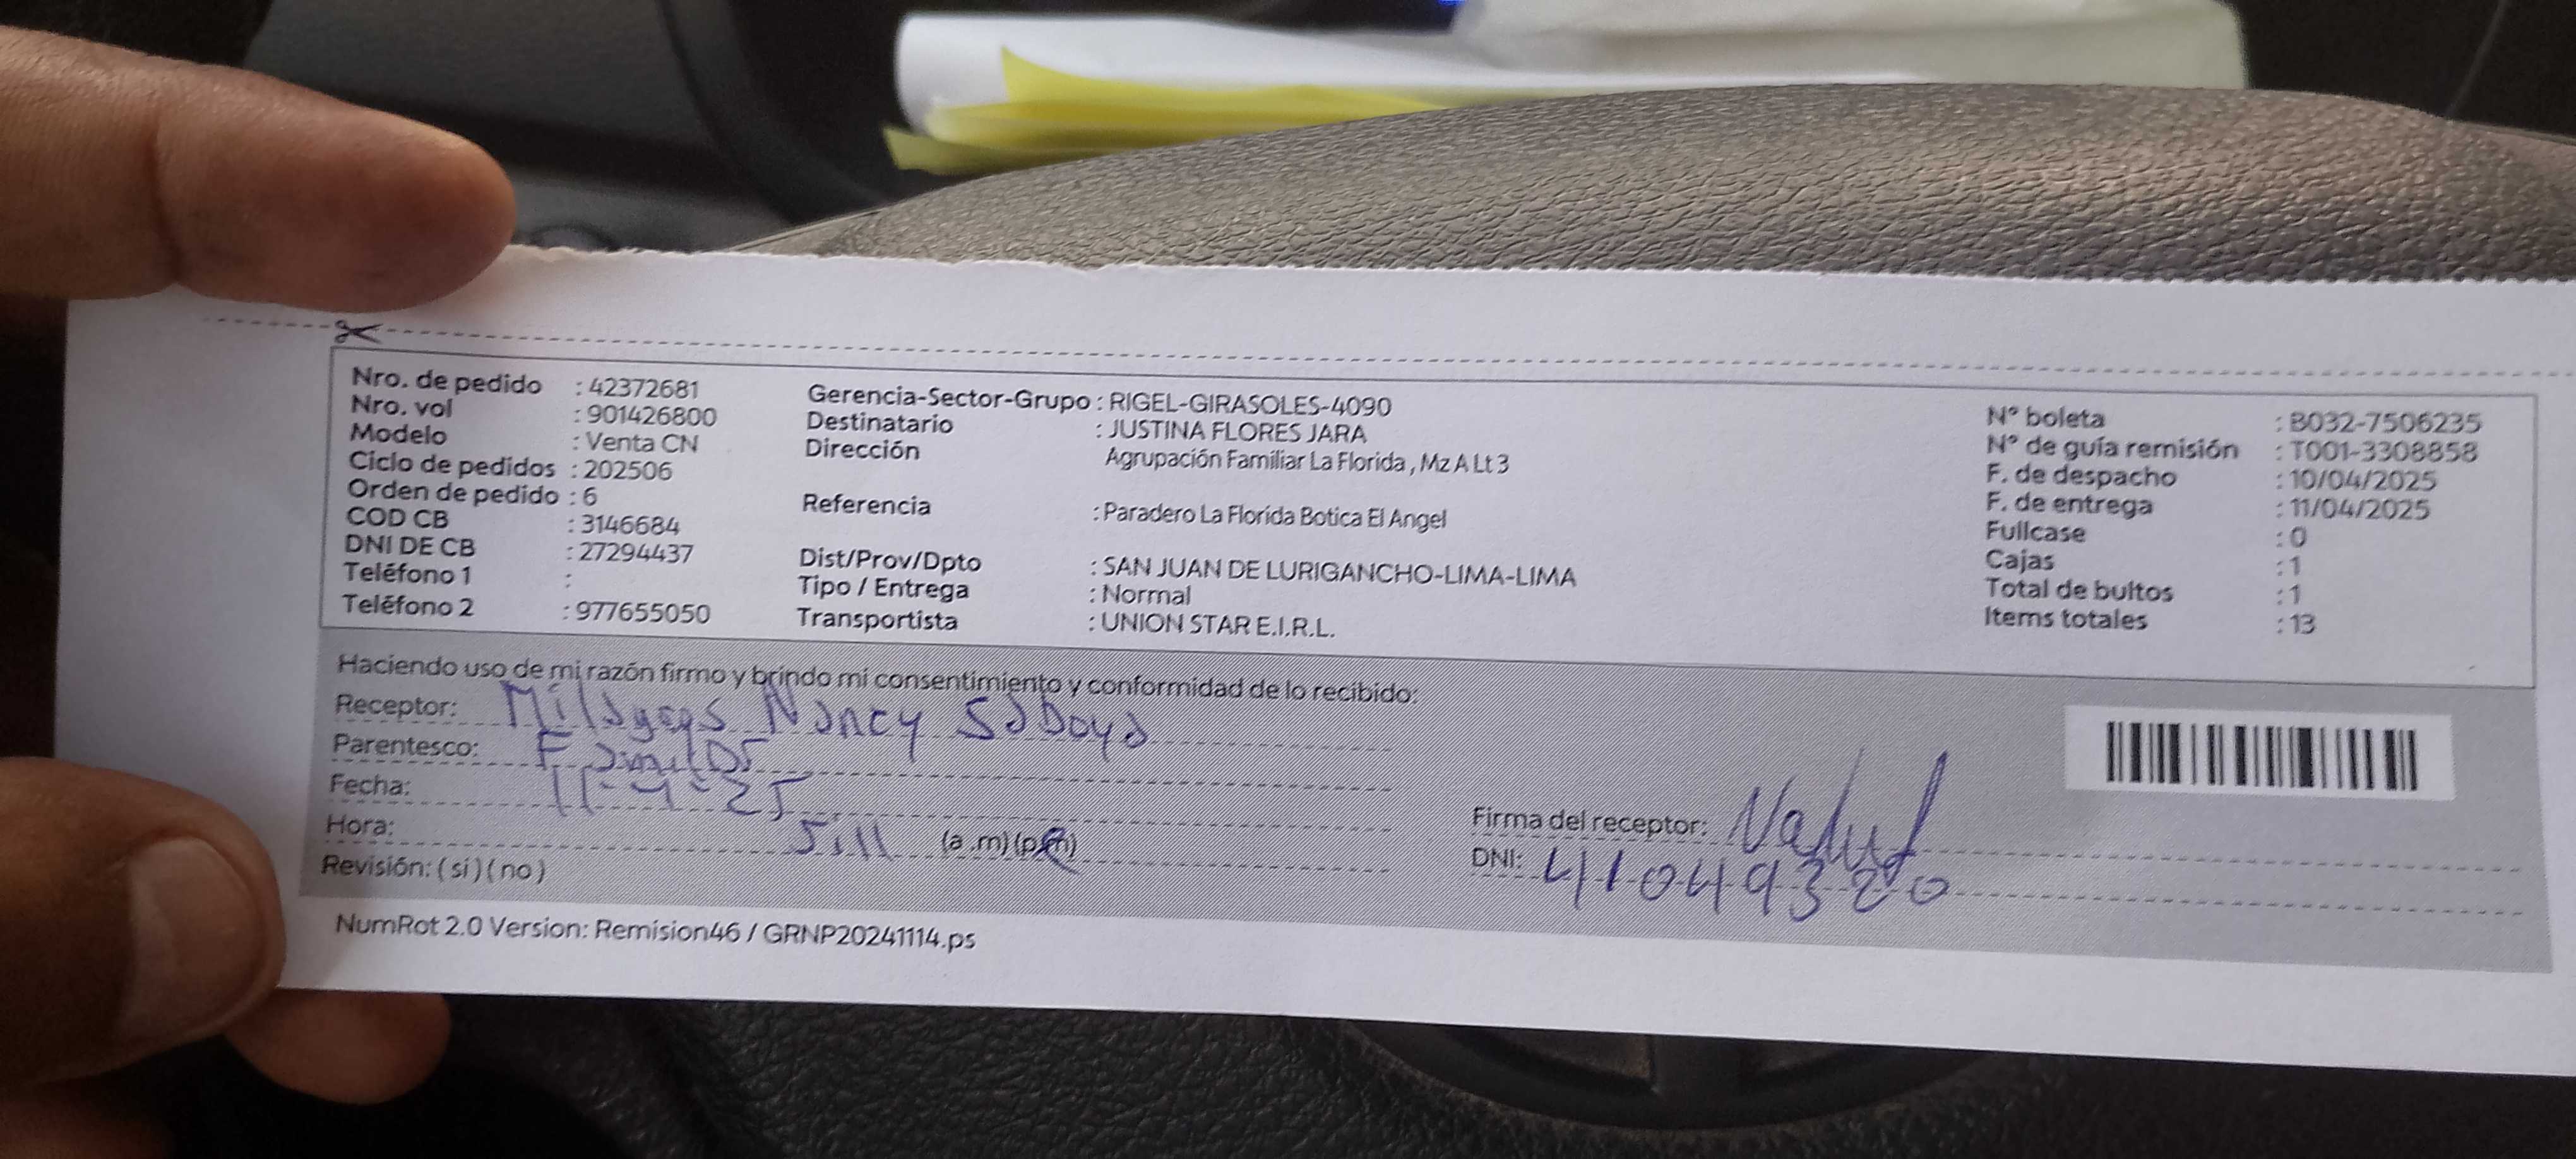 Nro. de pedido : 42372681
Nro. vol : 901426800
Modelo : Venta CN
Ciclo de pedidos : 202506
Orden de pedido : 6
COD CB : 3146684
DNI DE CB : 27294437
Teléfono 1 :
Teléfono 2 : 977655050
Gerencia-Sector-Grupo : RIGEL-GIRASOLES-4090
Destinatario : JUSTINA FLORES JARA
Dirección Agrupación Familiar La Florida , Mz A Lt 3
Referencia : Paradero La Florida Botica El Angel
Dist/Prov/Dpto : SAN JUAN DE LURIGANCHO-LIMA-LIMA
Tipo / Entrega : Normal
Transportista : UNION STAR E.I.R.L.
N° boleta : B032-7506235
N° de guía remisión : T001-3308858
F. de despacho : 10/04/2025
F. de entrega : 11/04/2025
Fullcase : 0
Cajas : 1
Total de bultos : 1
Items totales : 13
Haciendo uso de mi razón firmo y brindo mi consentimiento y conformidad de lo recibido:
Receptor: Nancy Saboya
Parentesco: Familiar
Fecha: 11-4-25
Hora: 5:11 (a .m) (p.m)
Revisión: ( si ) ( no )
Firma del receptor:
DNI: 41049320
NumRot 2.0 Version: Remision46 / GRNP20241114.ps